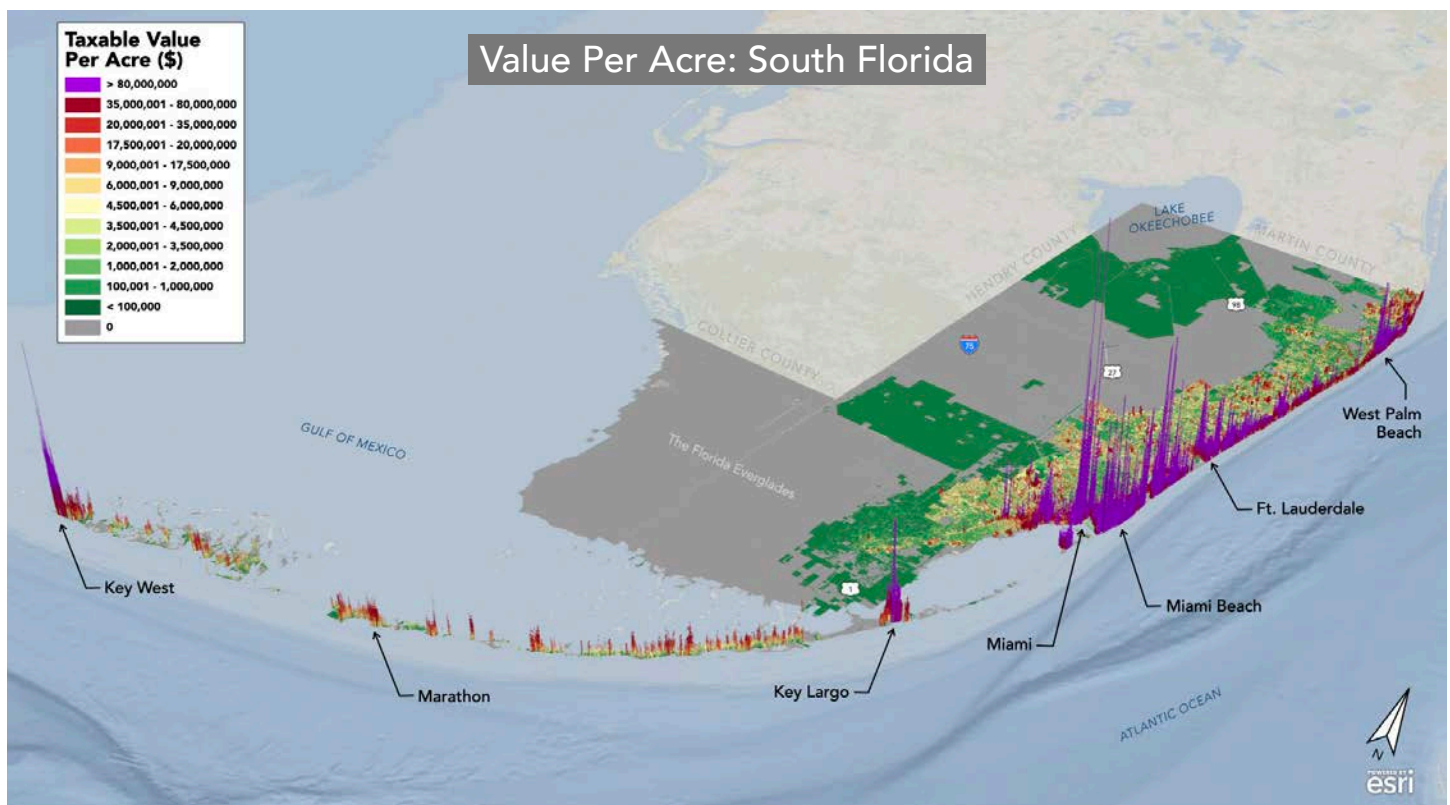 Taxable Value
Per Acre ($)
> 80,000,000
35,000,001 - 80,000,000
20,000,001 - 35,000,000
17,500,001 - 20,000,000
9,000,001 - 17,500,000
6,000,001 - 9,000,000
4,500,001 - 6,000,000
3,500,001 - 4,500,000
2,000,001 - 3,500,000
1,000,001 - 2,000,000
100,001 - 1,000,000
< 100,000
0
Value Per Acre: South Florida
LAKE
OKEECHOBEE
MARTIN COUNTY
HENDRY COUNTY
98
75
27
COLLIER COUNTY
West Palm
Beach
GULF OF MEXICO
The Florida Everglades
Ft. Lauderdale
Key West
1
Miami Beach
Miami
Key Largo
Marathon
ATLANTIC OCEAN
N
POWERED BY
esri